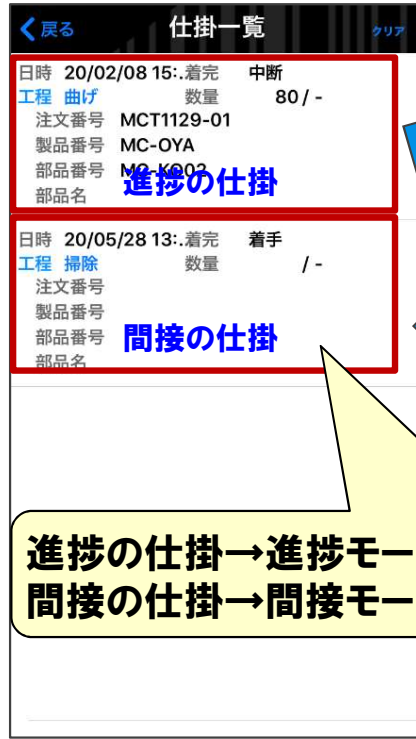 戻る 仕掛一覧 クリア
日時 20/02/08 15:.. 着完 中断
工程 曲げ 数量 80 / -
注文番号 MCT1129-01
製品番号 MC-OYA
部品番号
部品名 進捗の仕掛
日時 20/05/28 13:.. 着完 着手
工程 掃除 数量 / -
注文番号
製品番号
部品番号 間接の仕掛
部品名
進捗の仕掛→進捗モー
間接の仕掛→間接モー